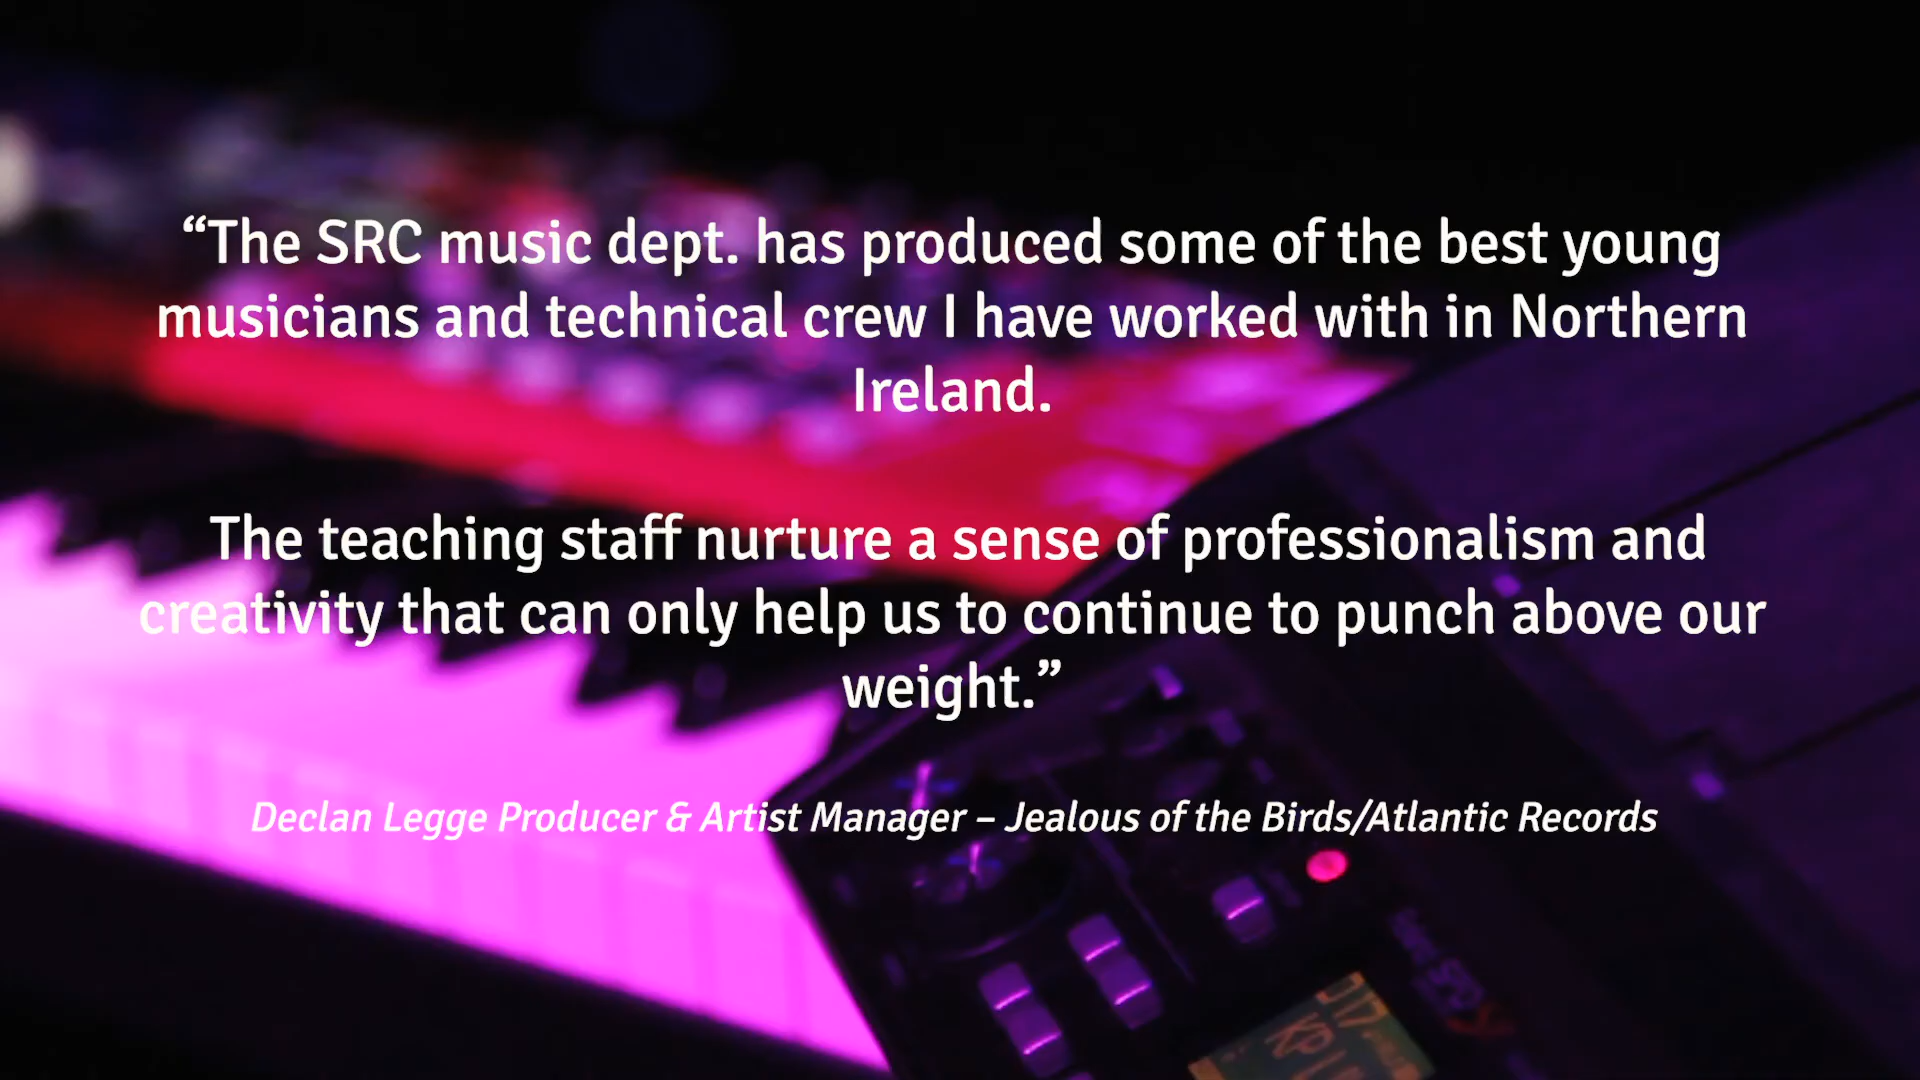 “The SRC music dept. has produced some of the best young
musicians and technical crew I have worked with in Northern
Ireland.
The teaching staff nurture a sense of professionalism and
creativity that can only help us to continue to punch above our
weight.”
Declan Legge Producer & Artist Manager – Jealous of the Birds/Atlantic Records